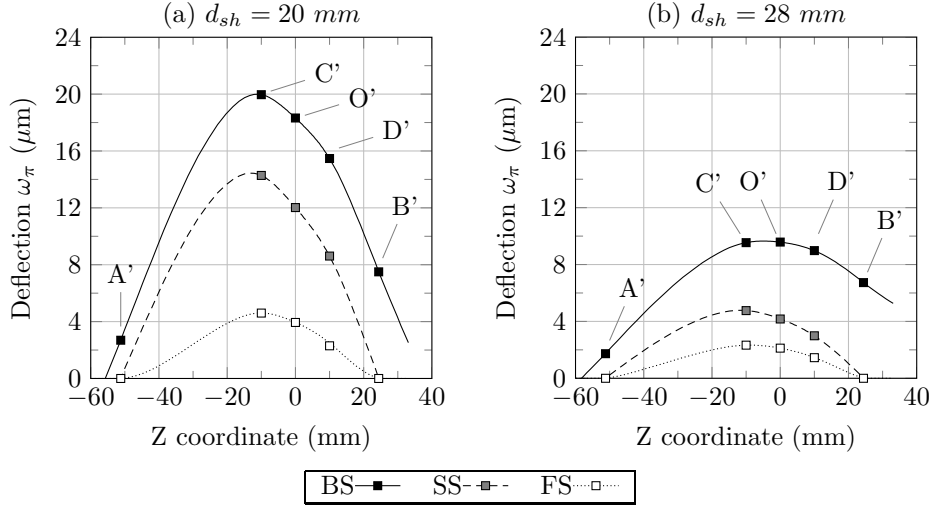 (a) d_sh = 20 mm
24
20
16
12
8
4
0
Deflection ω_π (μm)
C'
O'
D'
B'
A'
−60 −40 −20 0 20 40
Z coordinate (mm)
(b) d_sh = 28 mm
24
20
16
12
8
4
0
Deflection ω_π (μm)
C' O' D'
B'
A'
−60 −40 −20 0 20 40
Z coordinate (mm)
BS SS FS